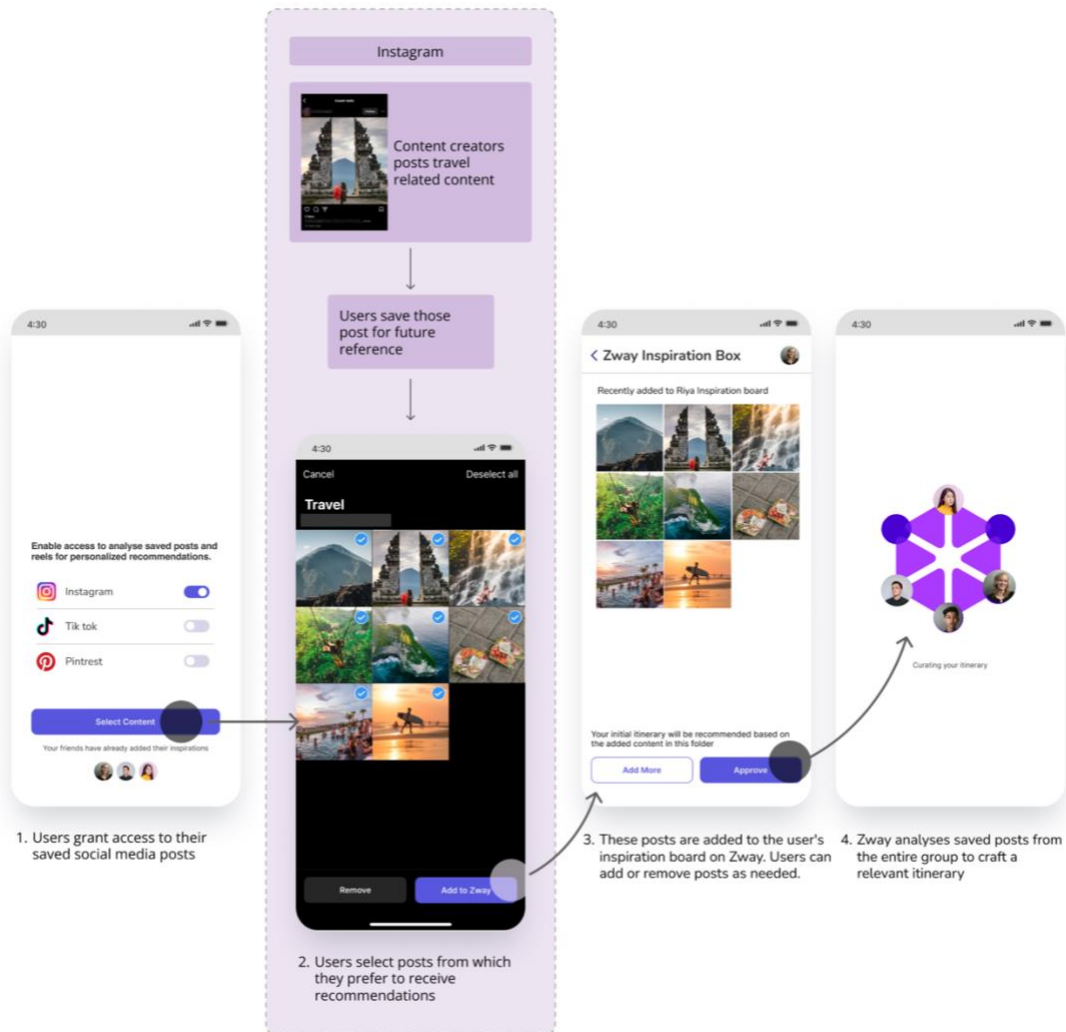 Instagram
Content creators
posts travel
related content
Users save those
post for future
reference
4:30
Enable access to analyse saved posts and
reels for personalized recommendations.
Instagram
Tik tok
Pintrest
Select Content
Your friends have already added their inspirations
1. Users grant access to their
saved social media posts
4:30
Cancel
Deselect all
Travel
Remove
Add to Zway
2. Users select posts from which
they prefer to receive
recommendations
4:30
Zway Inspiration Box
Recently added to Riya Inspiration board
Your initial itinerary will be recommended based on
the added content in this folder
Add More
Approve
3. These posts are added to the user's
inspiration board on Zway. Users can
add or remove posts as needed.
4:30
Curating your itinerary
4. Zway analyses saved posts from
the entire group to craft a
relevant itinerary